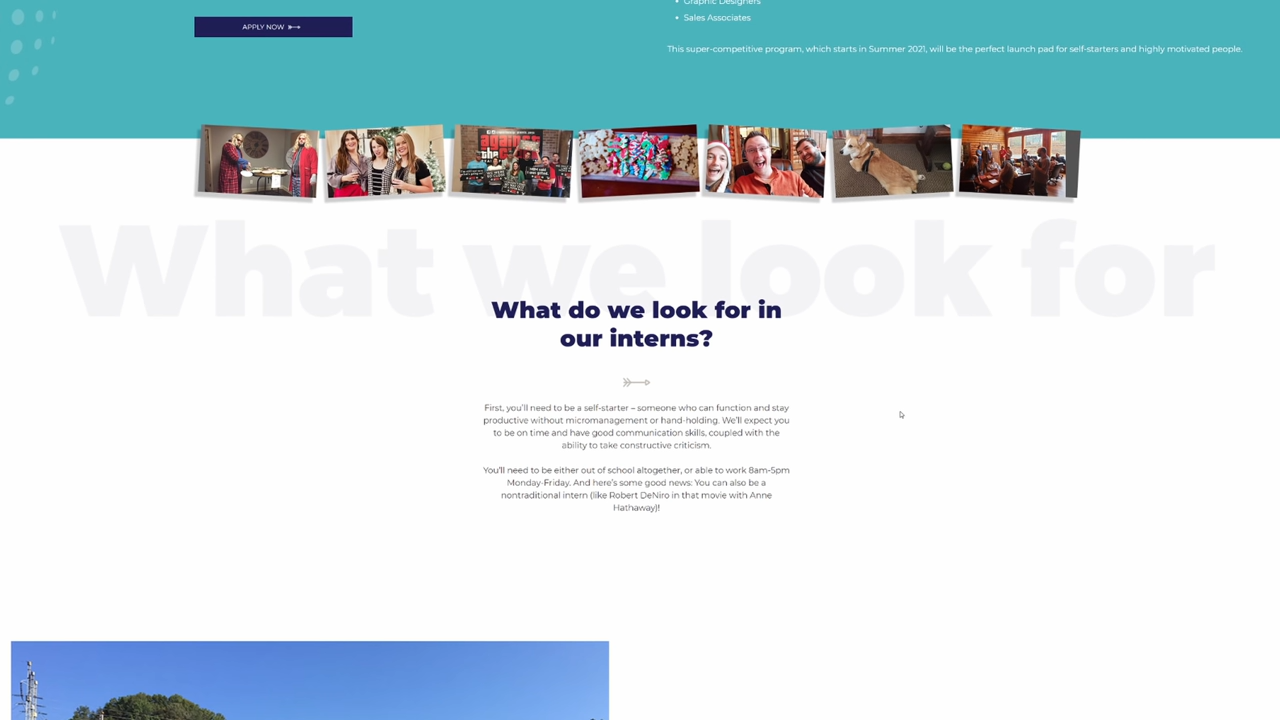 Graphic Designers
Sales Associates
APPLY NOW
This super-competitive program, which starts in Summer 2021, will be the perfect launch pad for self-starters and highly motivated people.
against
the
What we look for
What do we look for in
our interns?
First, you'll need to be a self-starter – someone who can function and stay
productive without micromanagement or hand-holding. We'll expect you
to be on time and have good communication skills, coupled with the
ability to take constructive criticism.
You'll need to be either out of school altogether, or able to work 8am-5pm
Monday-Friday. And here's some good news: You can also be a
nontraditional intern (like Robert DeNiro in that movie with Anne
Hathaway)!